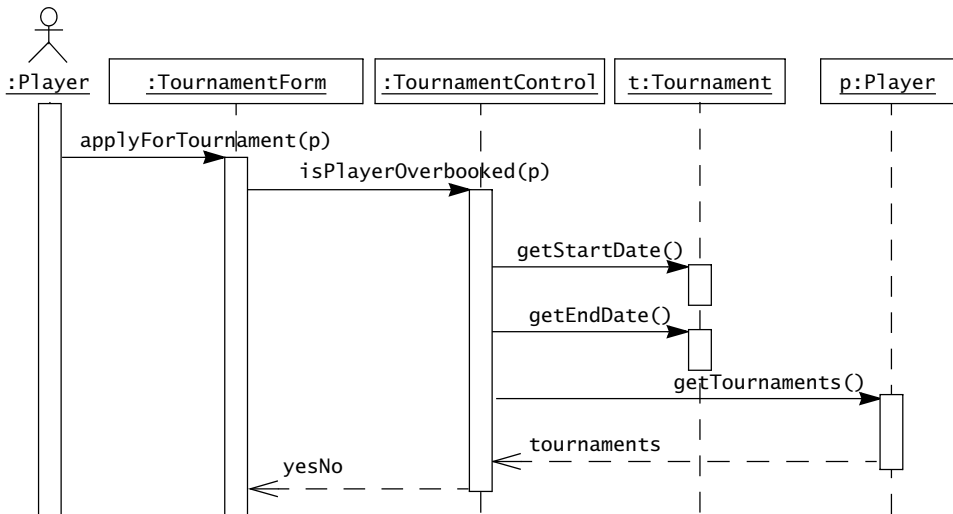 :Player
:TournamentForm
:TournamentControl
t:Tournament
p:Player
applyForTournament(p)
isPlayerOverbooked(p)
getStartDate()
getEndDate()
getTournaments()
tournaments
yesNo